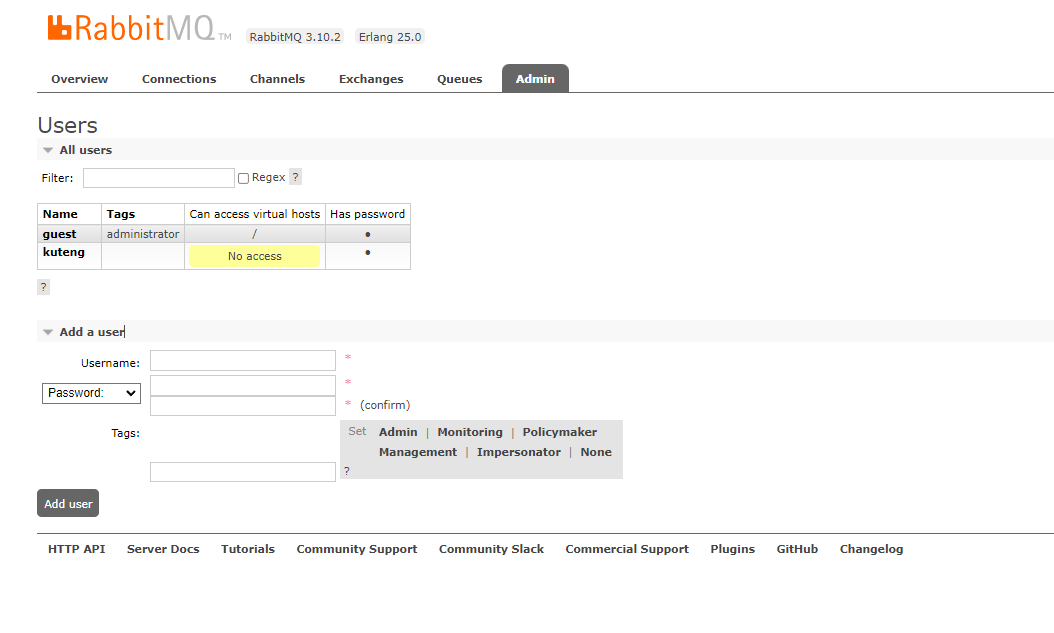 RabbitMQ TM RabbitMQ 3.10.2 Erlang 25.0
Overview Connections Channels Exchanges Queues Admin
Users
All users
Filter: Regex ?
Name Tags Can access virtual hosts Has password
guest administrator / •
kuteng No access •
?
Add a user
Username: *
Password: *
* (confirm)
Tags: Set Admin | Monitoring | Policymaker
Management | Impersonator | None
?
Add user
HTTP API Server Docs Tutorials Community Support Community Slack Commercial Support Plugins GitHub Changelog